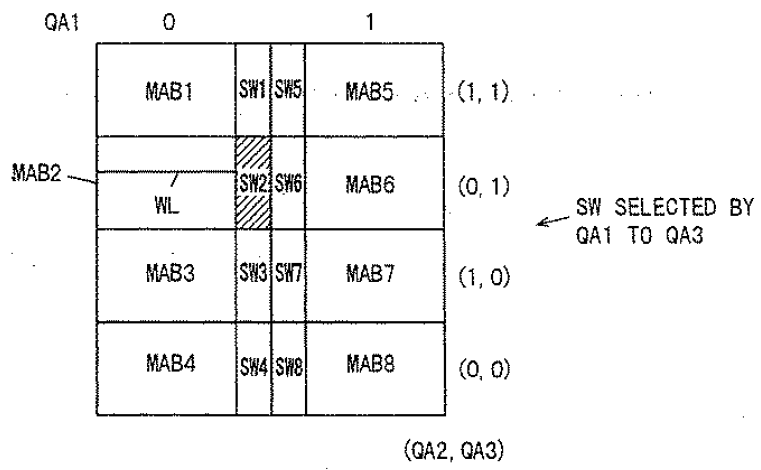 QA1 0 1
MAB1 SW1 SW5 MAB5 (1, 1)
MAB2 WL SW2 SW6 MAB6 (0, 1)
SW SELECTED BY
QA1 TO QA3
MAB3 SW3 SW7 MAB7 (1, 0)
MAB4 SW4 SW8 MAB8 (0, 0)
(QA2, QA3)